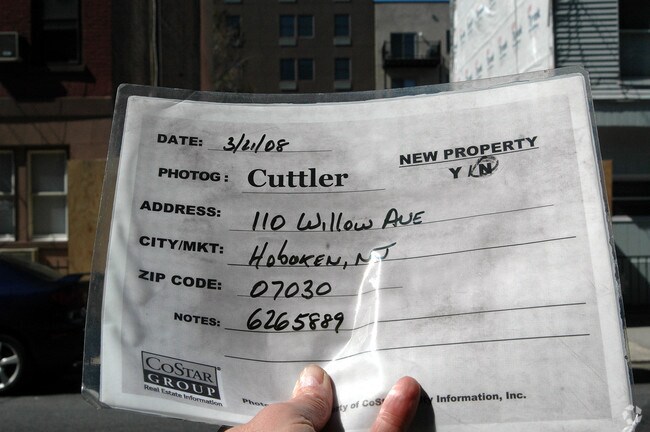 DATE: 3/21/08
PHOTOG: Cuttler
NEW PROPERTY
Y / N
ADDRESS: 110 Willow AVE
CITY/MKT: HobokEN, NJ
ZIP CODE: 07030
NOTES: 6265889
COSTAR
GROUP
Real Estate Information
Information, Inc.